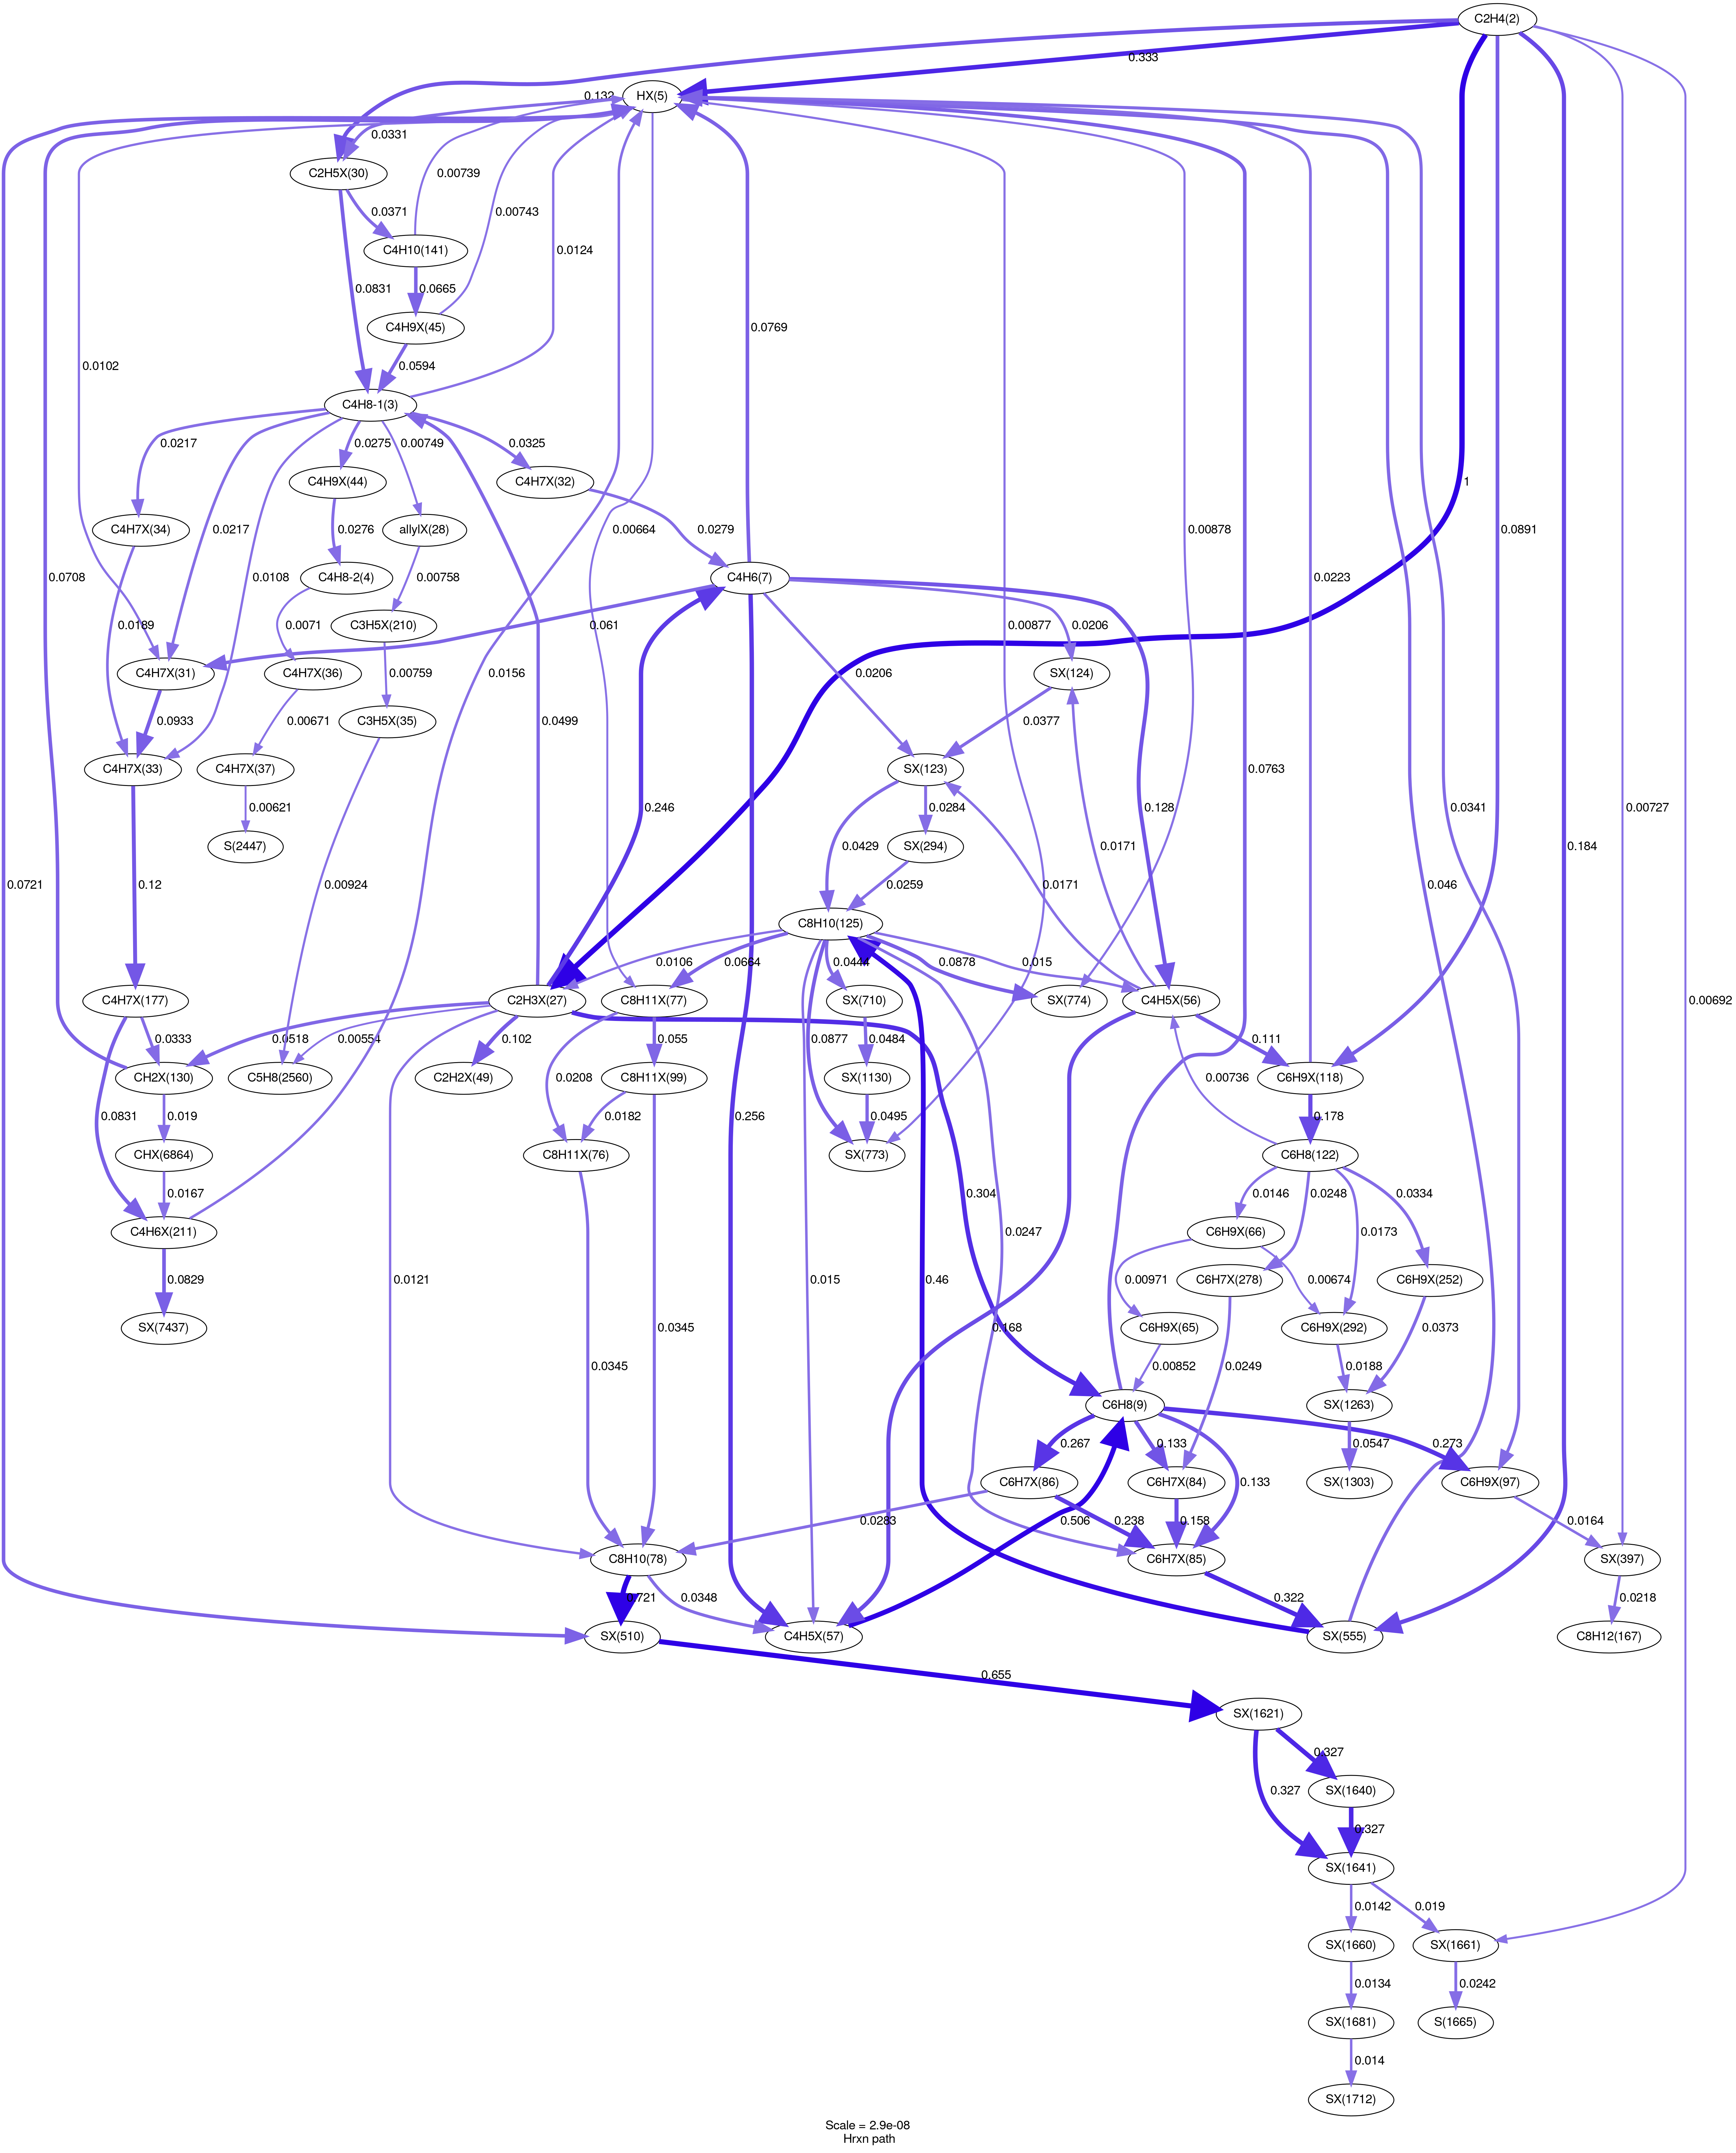 C2H4(2)
0.333
HX(5)
0.132
0.0331
C2H5X(30)
0.00739
0.0371
0.00743
C4H10(141)
0.0124
0.0831
0.0665
0.0769
C4H9X(45)
0.0102
0.0594
C4H8-1(3)
0.0217
0.0275
0.00749
0.0325
1
C4H9X(44)
C4H7X(32)
C4H7X(34)
0.0217
allylX(28)
0.0276
0.0279
0.00664
0.00878
0.0708
0.0108
C4H8-2(4)
C4H6(7)
0.0891
0.0223
0.00758
0.0189
C3H5X(210)
0.061
0.00877
0.0206
0.0071
0.0156
C4H7X(31)
C4H7X(36)
0.00759
0.0206
SX(124)
0.0933
0.00671
C3H5X(35)
0.0499
0.0377
C4H7X(33)
C4H7X(37)
SX(123)
0.0763
0.00621
0.246
0.0284
0.128
0.046
0.0341
0.00727
S(2447)
SX(294)
0.0429
0.0171
0.184
0.0721
0.12
0.00924
0.0259
0.0171
C8H10(125)
0.0106
0.0664
0.0444
0.0878
0.015
C4H7X(177)
C2H3X(27)
C8H11X(77)
SX(710)
SX(774)
C4H5X(56)
0.00692
0.0333
0.0518
0.00554
0.102
0.055
0.0877
0.0484
0.111
CH2X(130)
C5H8(2560)
C2H2X(49)
C8H11X(99)
SX(1130)
C6H9X(118)
0.00736
0.0831
0.019
0.0208
0.0182
0.0495
0.178
CHX(6864)
C8H11X(76)
SX(773)
C6H8(122)
0.0167
0.256
0.304
0.0146
0.0248
0.0173
0.0334
C4H6X(211)
C6H9X(66)
0.0247
0.0829
0.0121
0.015
0.46
0.00971
C6H7X(278)
0.00674
C6H9X(252)
SX(7437)
0.0345
0.168
C6H9X(65)
C6H9X(292)
0.0373
0.0345
0.00852
0.0249
0.0188
C6H8(9)
SX(1263)
0.267
0.133
0.273
0.0547
C6H7X(86)
C6H7X(84)
0.133
SX(1303)
C6H9X(97)
0.0283
0.506
0.238
0.158
0.0164
C8H10(78)
C6H7X(85)
SX(397)
0.721
0.0348
0.322
0.0218
SX(510)
C4H5X(57)
SX(555)
C8H12(167)
0.655
SX(1621)
0.327
0.327
SX(1640)
0.327
SX(1641)
0.0142
0.019
SX(1660)
SX(1661)
0.0134
0.0242
SX(1681)
S(1665)
0.014
SX(1712)
Scale = 2.9e-08
Hrxn path